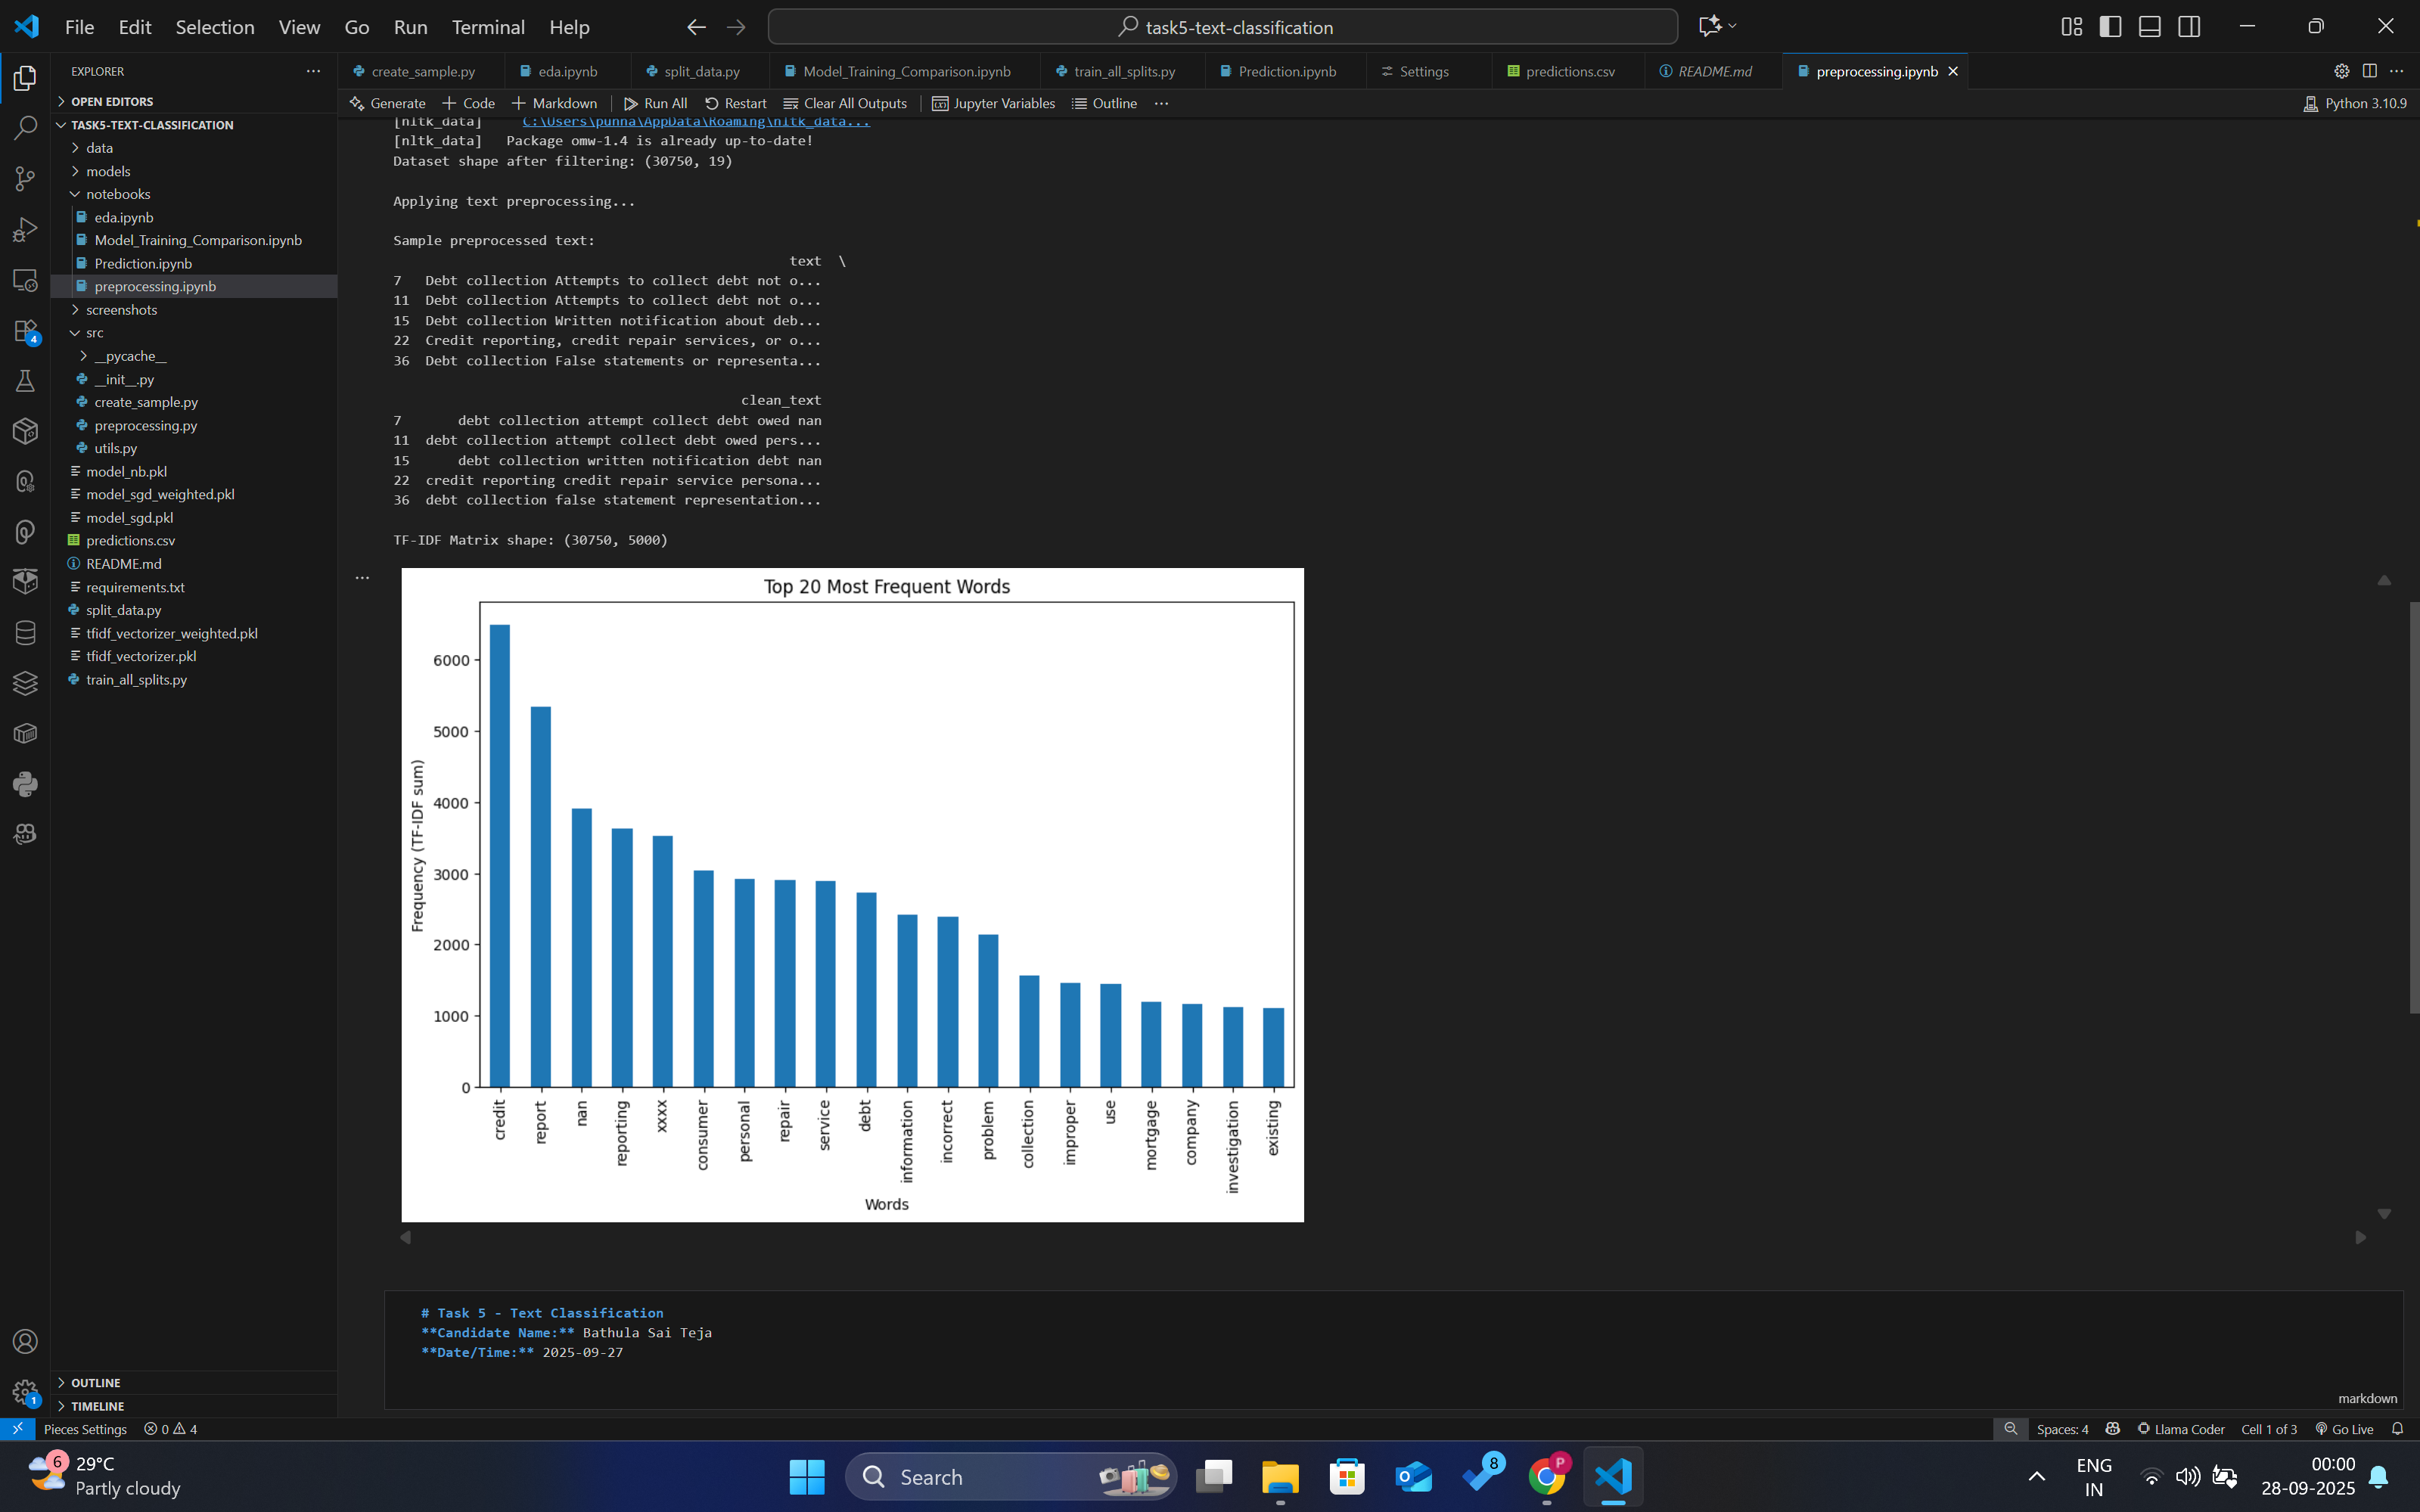 File Edit Selection View Go Run Terminal Help
task5-text-classification
EXPLORER
create_sample.py
eda.ipynb
split_data.py
Model_Training_Comparison.ipynb
train_all_splits.py
Prediction.ipynb
Settings
predictions.csv
README.md
preprocessing.ipynb
OPEN EDITORS
Generate Code Markdown Run All Restart Clear All Outputs Jupyter Variables Outline
Python 3.10.9
TASK5-TEXT-CLASSIFICATION
data
models
notebooks
eda.ipynb
Model_Training_Comparison.ipynb
Prediction.ipynb
preprocessing.ipynb
screenshots
src
__pycache__
__init__.py
create_sample.py
preprocessing.py
utils.py
model_nb.pkl
model_sgd_weighted.pkl
model_sgd.pkl
predictions.csv
README.md
requirements.txt
split_data.py
tfidf_vectorizer_weighted.pkl
tfidf_vectorizer.pkl
train_all_splits.py
OUTLINE
TIMELINE
[nltk_data] C:\Users\punna\AppData\Roaming\nltk_data...
[nltk_data] Package omw-1.4 is already up-to-date!
Dataset shape after filtering: (30750, 19)
Applying text preprocessing...
Sample preprocessed text:
text \
7 Debt collection Attempts to collect debt not o...
11 Debt collection Attempts to collect debt not o...
15 Debt collection Written notification about deb...
22 Credit reporting, credit repair services, or o...
36 Debt collection False statements or representa...
clean_text
7 debt collection attempt collect debt owed nan
11 debt collection attempt collect debt owed pers...
15 debt collection written notification debt nan
22 credit reporting credit repair service persona...
36 debt collection false statement representation...
TF-IDF Matrix shape: (30750, 5000)
Top 20 Most Frequent Words
Frequency (TF-IDF sum)
6000
5000
4000
3000
2000
1000
0
credit
report
nan
reporting
xxxx
consumer
personal
repair
service
debt
information
incorrect
problem
collection
improper
use
mortgage
company
investigation
existing
Words
# Task 5 - Text Classification
**Candidate Name:** Bathula Sai Teja
**Date/Time:** 2025-09-27
markdown
4
1
Pieces Settings 0 4
Spaces: 4 Llama Coder Cell 1 of 3 Go Live
6
29°C
Partly cloudy
Search
8
P
ENG
IN
00:00
28-09-2025